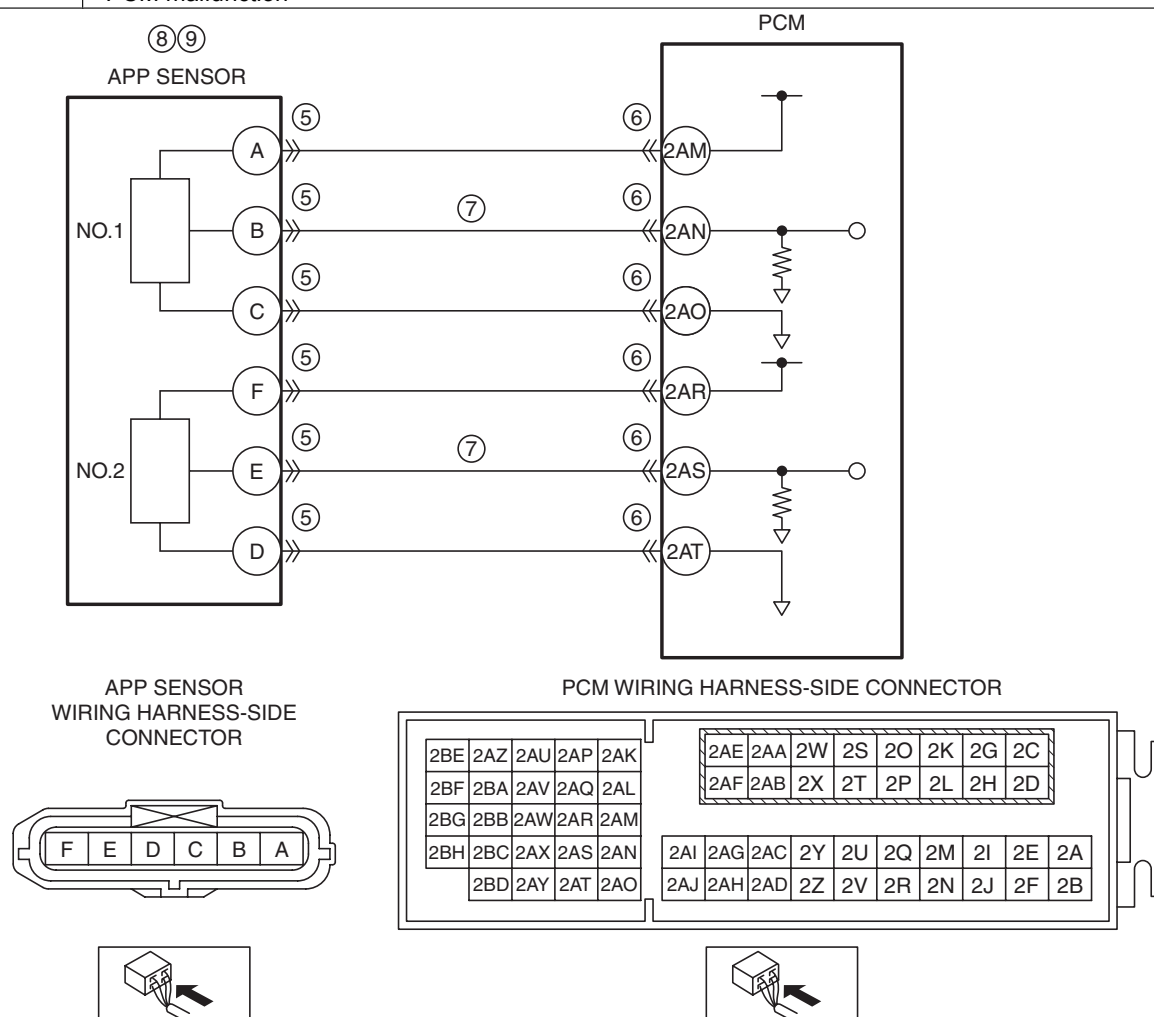 PCM malfunction
PCM
⑧⑨
APP SENSOR
⑤ ⑥
A 2AM
⑤ ⑦ ⑥
NO.1 B 2AN
⑤ ⑥
C 2AO
⑤ ⑥
F 2AR
⑤ ⑦ ⑥
NO.2 E 2AS
⑤ ⑥
D 2AT
APP SENSOR
WIRING HARNESS-SIDE
CONNECTOR
F E D C B A
PCM WIRING HARNESS-SIDE CONNECTOR
2BE 2AZ 2AU 2AP 2AK
2BF 2BA 2AV 2AQ 2AL
2BG 2BB 2AW 2AR 2AM
2BH 2BC 2AX 2AS 2AN
2BD 2AY 2AT 2AO
2AE 2AA 2W 2S 2O 2K 2G 2C
2AF 2AB 2X 2T 2P 2L 2H 2D
2AI 2AG 2AC 2Y 2U 2Q 2M 2I 2E 2A
2AJ 2AH 2AD 2Z 2V 2R 2N 2J 2F 2B